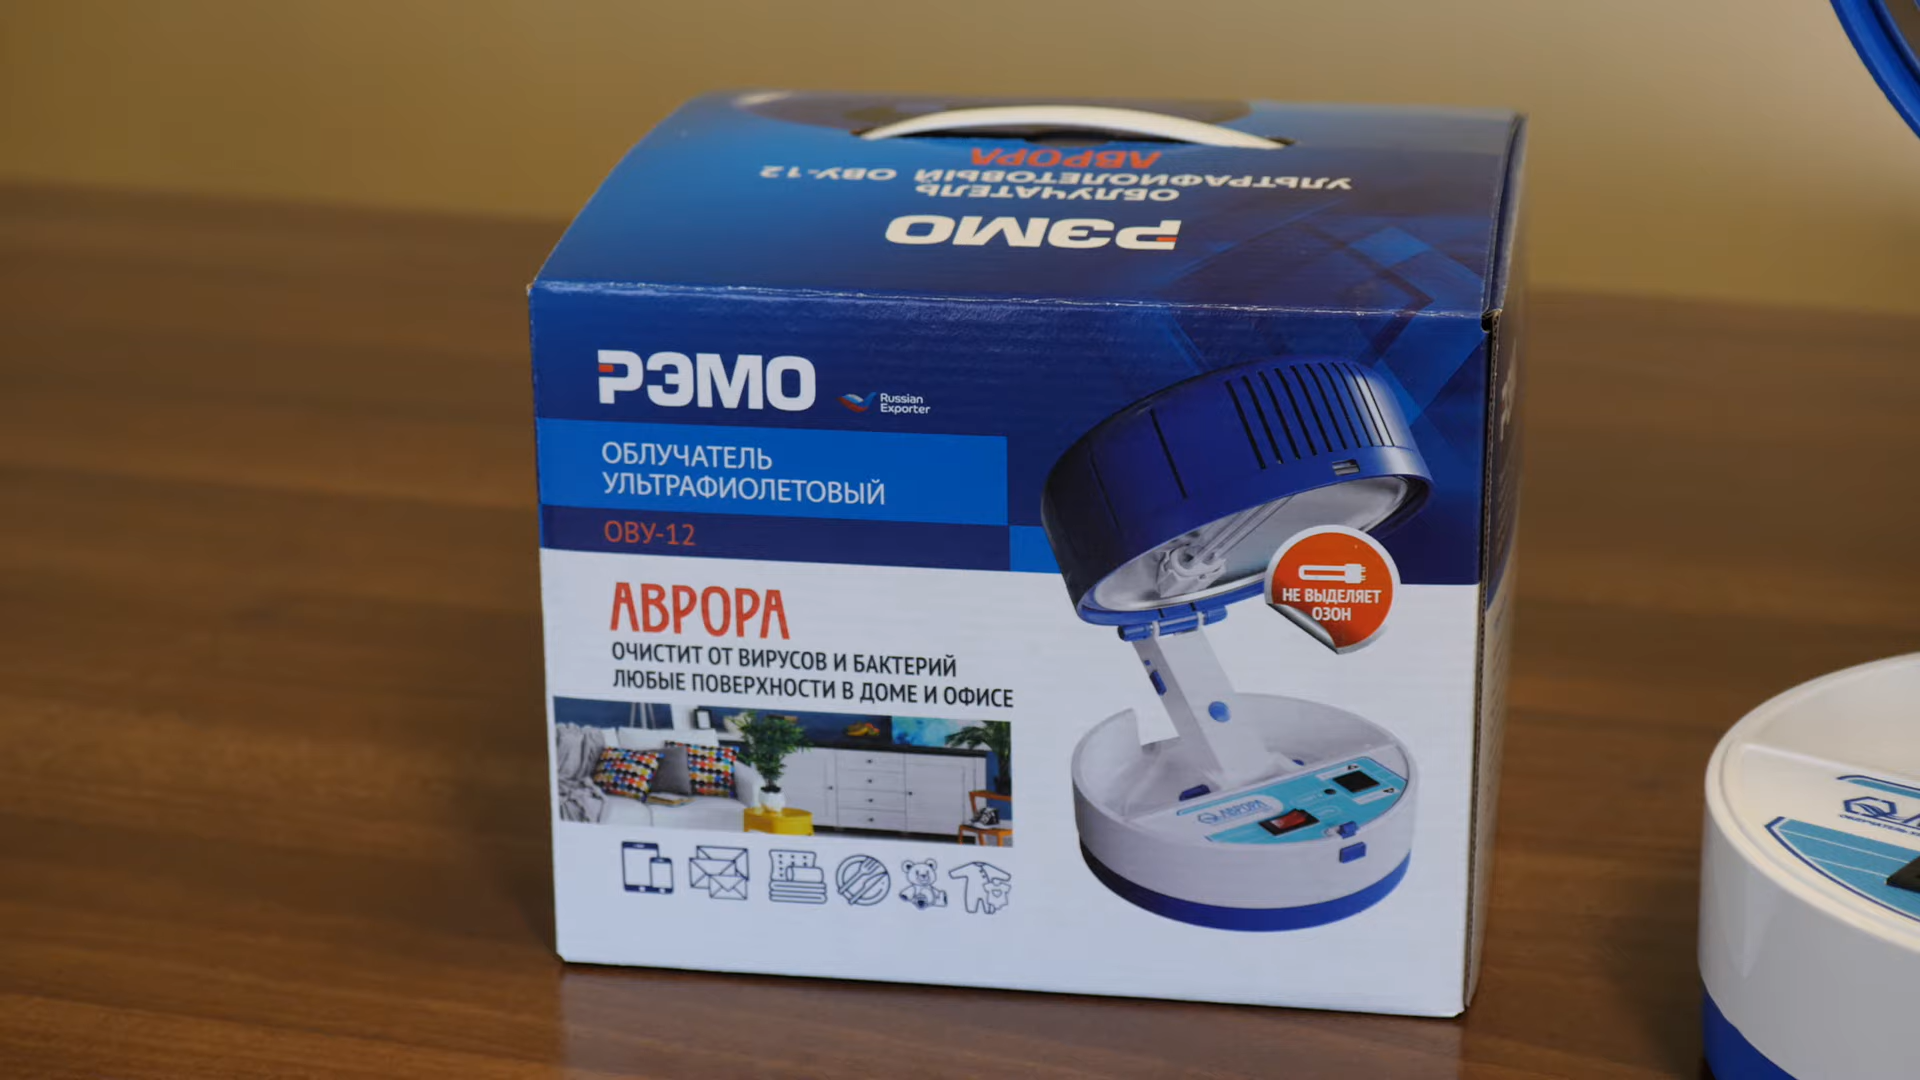 РЭМО
ОБЛУЧАТЕЛЬ
УЛЬТРАФИОЛЕТОВЫЙ ОВУ-12
АВРОРА
РЭМО
Russian
Exporter
ОБЛУЧАТЕЛЬ
УЛЬТРАФИОЛЕТОВЫЙ
ОВУ-12
АВРОРА
ОЧИСТИТ ОТ ВИРУСОВ И БАКТЕРИЙ
ЛЮБЫЕ ПОВЕРХНОСТИ В ДОМЕ И ОФИСЕ
НЕ ВЫДЕЛЯЕТ
ОЗОН
АВРОРА